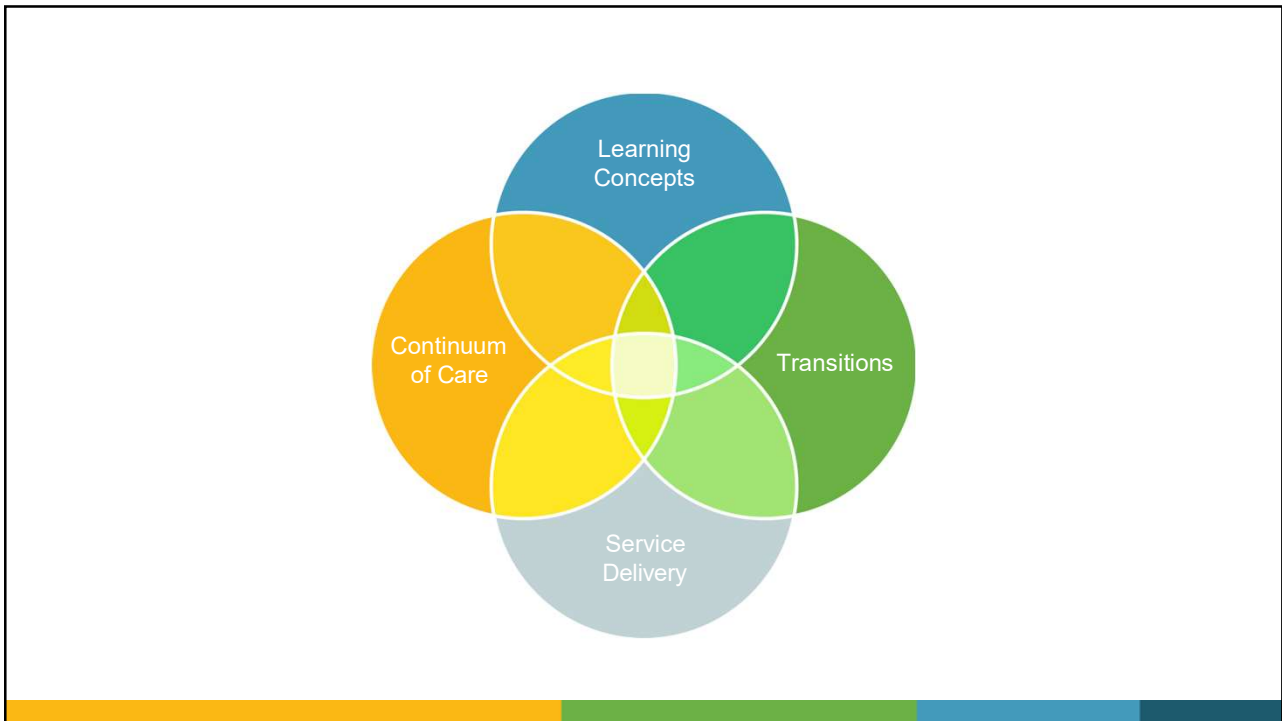 Learning
Concepts
Continuum
of Care
Transitions
Service
Delivery